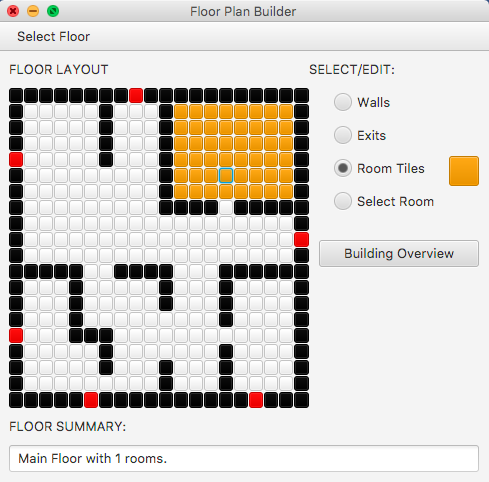 Floor Plan Builder
Select Floor
FLOOR LAYOUT
SELECT/EDIT:
Walls
Exits
Room Tiles
Select Room
Building Overview
FLOOR SUMMARY:
Main Floor with 1 rooms.